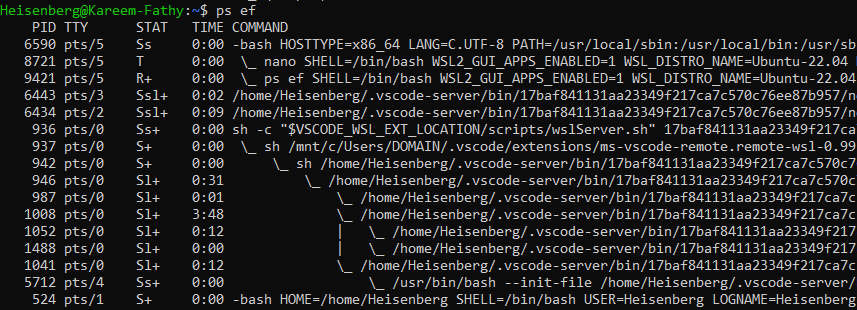 Heisenberg@Kareem-Fathy:~$ ps ef
PID TTY STAT TIME COMMAND
6590 pts/5 Ss 0:00 -bash HOSTTYPE=x86_64 LANG=C.UTF-8 PATH=/usr/local/sbin:/usr/local/bin:/usr/sb
8721 pts/5 T 0:00 \_ nano SHELL=/bin/bash WSL2_GUI_APPS_ENABLED=1 WSL_DISTRO_NAME=Ubuntu-22.04
9421 pts/5 R+ 0:00 \_ ps ef SHELL=/bin/bash WSL2_GUI_APPS_ENABLED=1 WSL_DISTRO_NAME=Ubuntu-22.04
6443 pts/3 Ssl+ 0:02 /home/Heisenberg/.vscode-server/bin/17baf841131aa23349f217ca7c570c76ee87b957/no
6434 pts/2 Ssl+ 0:09 /home/Heisenberg/.vscode-server/bin/17baf841131aa23349f217ca7c570c76ee87b957/no
936 pts/0 Ss+ 0:00 sh -c "$VSCODE_WSL_EXT_LOCATION/scripts/wslServer.sh" 17baf841131aa23349f217ca
937 pts/0 S+ 0:00 \_ sh /mnt/c/Users/DOMAIN/.vscode/extensions/ms-vscode-remote.remote-wsl-0.99
942 pts/0 S+ 0:00 \_ sh /home/Heisenberg/.vscode-server/bin/17baf841131aa23349f217ca7c570c7
946 pts/0 Sl+ 0:31 \_ /home/Heisenberg/.vscode-server/bin/17baf841131aa23349f217ca7c570c
987 pts/0 Sl+ 0:01 \_ /home/Heisenberg/.vscode-server/bin/17baf841131aa23349f217ca7c
1008 pts/0 Sl+ 3:48 \_ /home/Heisenberg/.vscode-server/bin/17baf841131aa23349f217ca7c
1052 pts/0 Sl+ 0:12 | \_ /home/Heisenberg/.vscode-server/bin/17baf841131aa23349f217
1488 pts/0 Sl+ 0:00 | \_ /home/Heisenberg/.vscode-server/bin/17baf841131aa23349f217
1041 pts/0 Sl+ 0:12 \_ /home/Heisenberg/.vscode-server/bin/17baf841131aa23349f217ca7c
5712 pts/4 Ss+ 0:00 \_ /usr/bin/bash --init-file /home/Heisenberg/.vscode-server/
524 pts/1 S+ 0:00 -bash HOME=/home/Heisenberg SHELL=/bin/bash USER=Heisenberg LOGNAME=Heisenberg